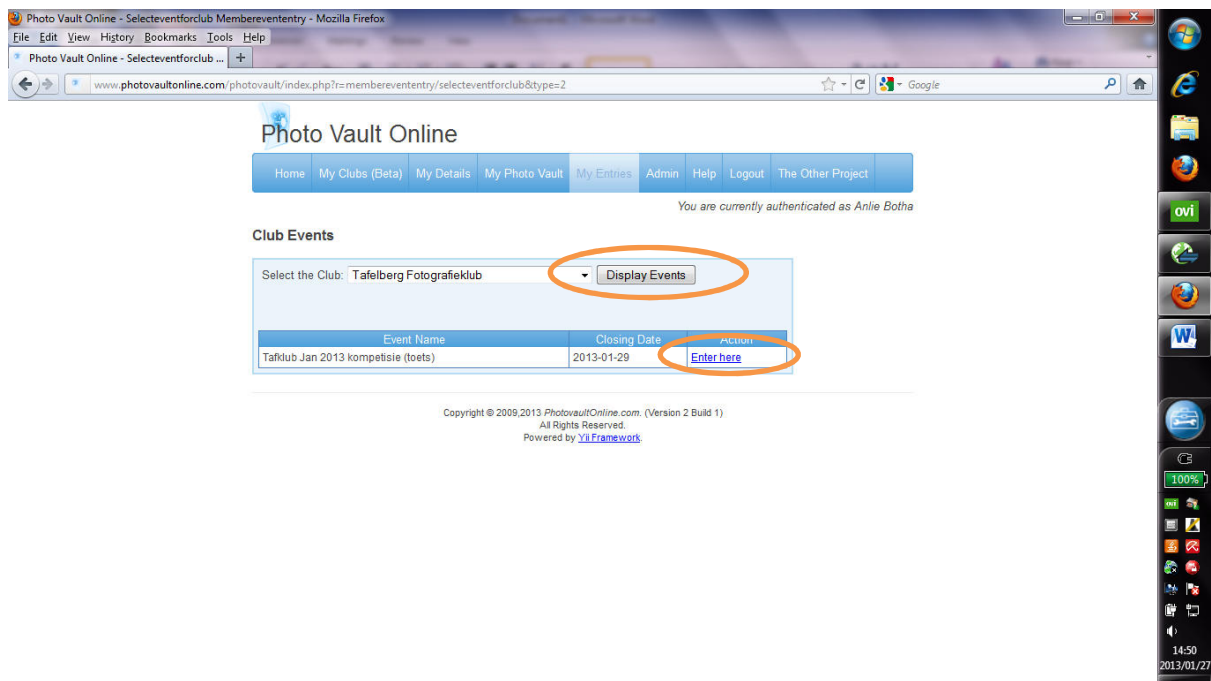 Photo Vault Online - Selecteventforclub Memberevententry - Mozilla Firefox
File Edit View History Bookmarks Tools Help
Photo Vault Online - Selecteventforclub ... +
www.photovaultonline.com/photovault/index.php?r=memberevententry/selecteventforclub&type=2
Google
Photo Vault Online
Home My Clubs (Beta) My Details My Photo Vault My Entries Admin Help Logout The Other Project
You are currently authenticated as Anlie Botha
Club Events
Select the Club: Tafelberg Fotografieklub Display Events
Event Name Closing Date Action
Tafklub Jan 2013 kompetisie (toets) 2013-01-29 Enter here
Copyright © 2009,2013 PhotovaultOnline.com. (Version 2 Build 1)
All Rights Reserved.
Powered by Yii Framework.
ovi
W
100%
ovi
14:50
2013/01/27